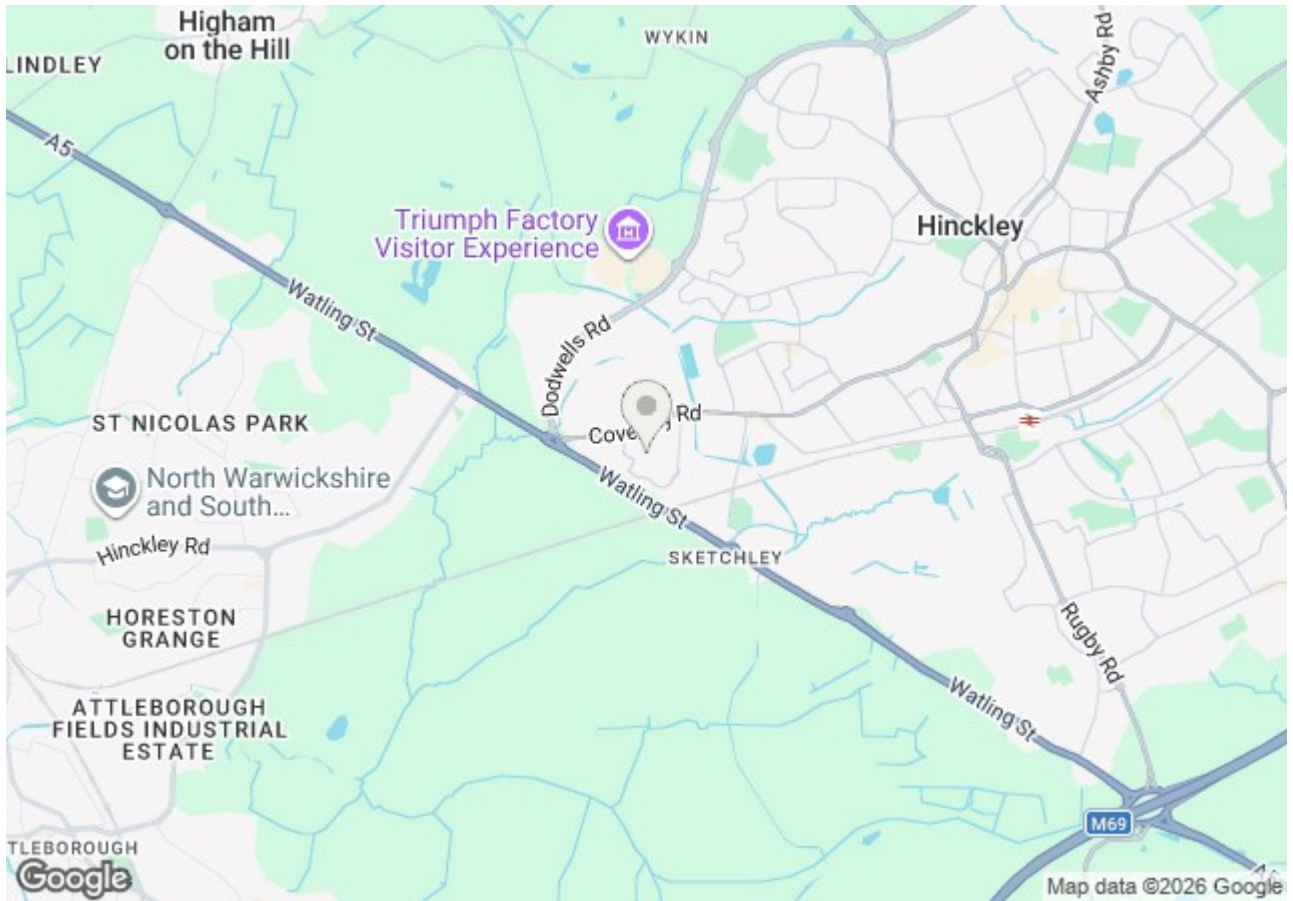 Higham
on the Hill
WYKIN
LINDLEY
Ashby Rd
A5
Triumph Factory
Visitor Experience
Hinckley
Watling St
Dodwells Rd
Rd
ST NICOLAS PARK
North Warwickshire
and South...
Watling St
SKETCHLEY
Hinckley Rd
HORESTON
GRANGE
Rugby Rd
ATTLEBOROUGH
FIELDS INDUSTRIAL
ESTATE
Watling St
M69
TLEBOROUGH
Google
Map data ©2026 Google